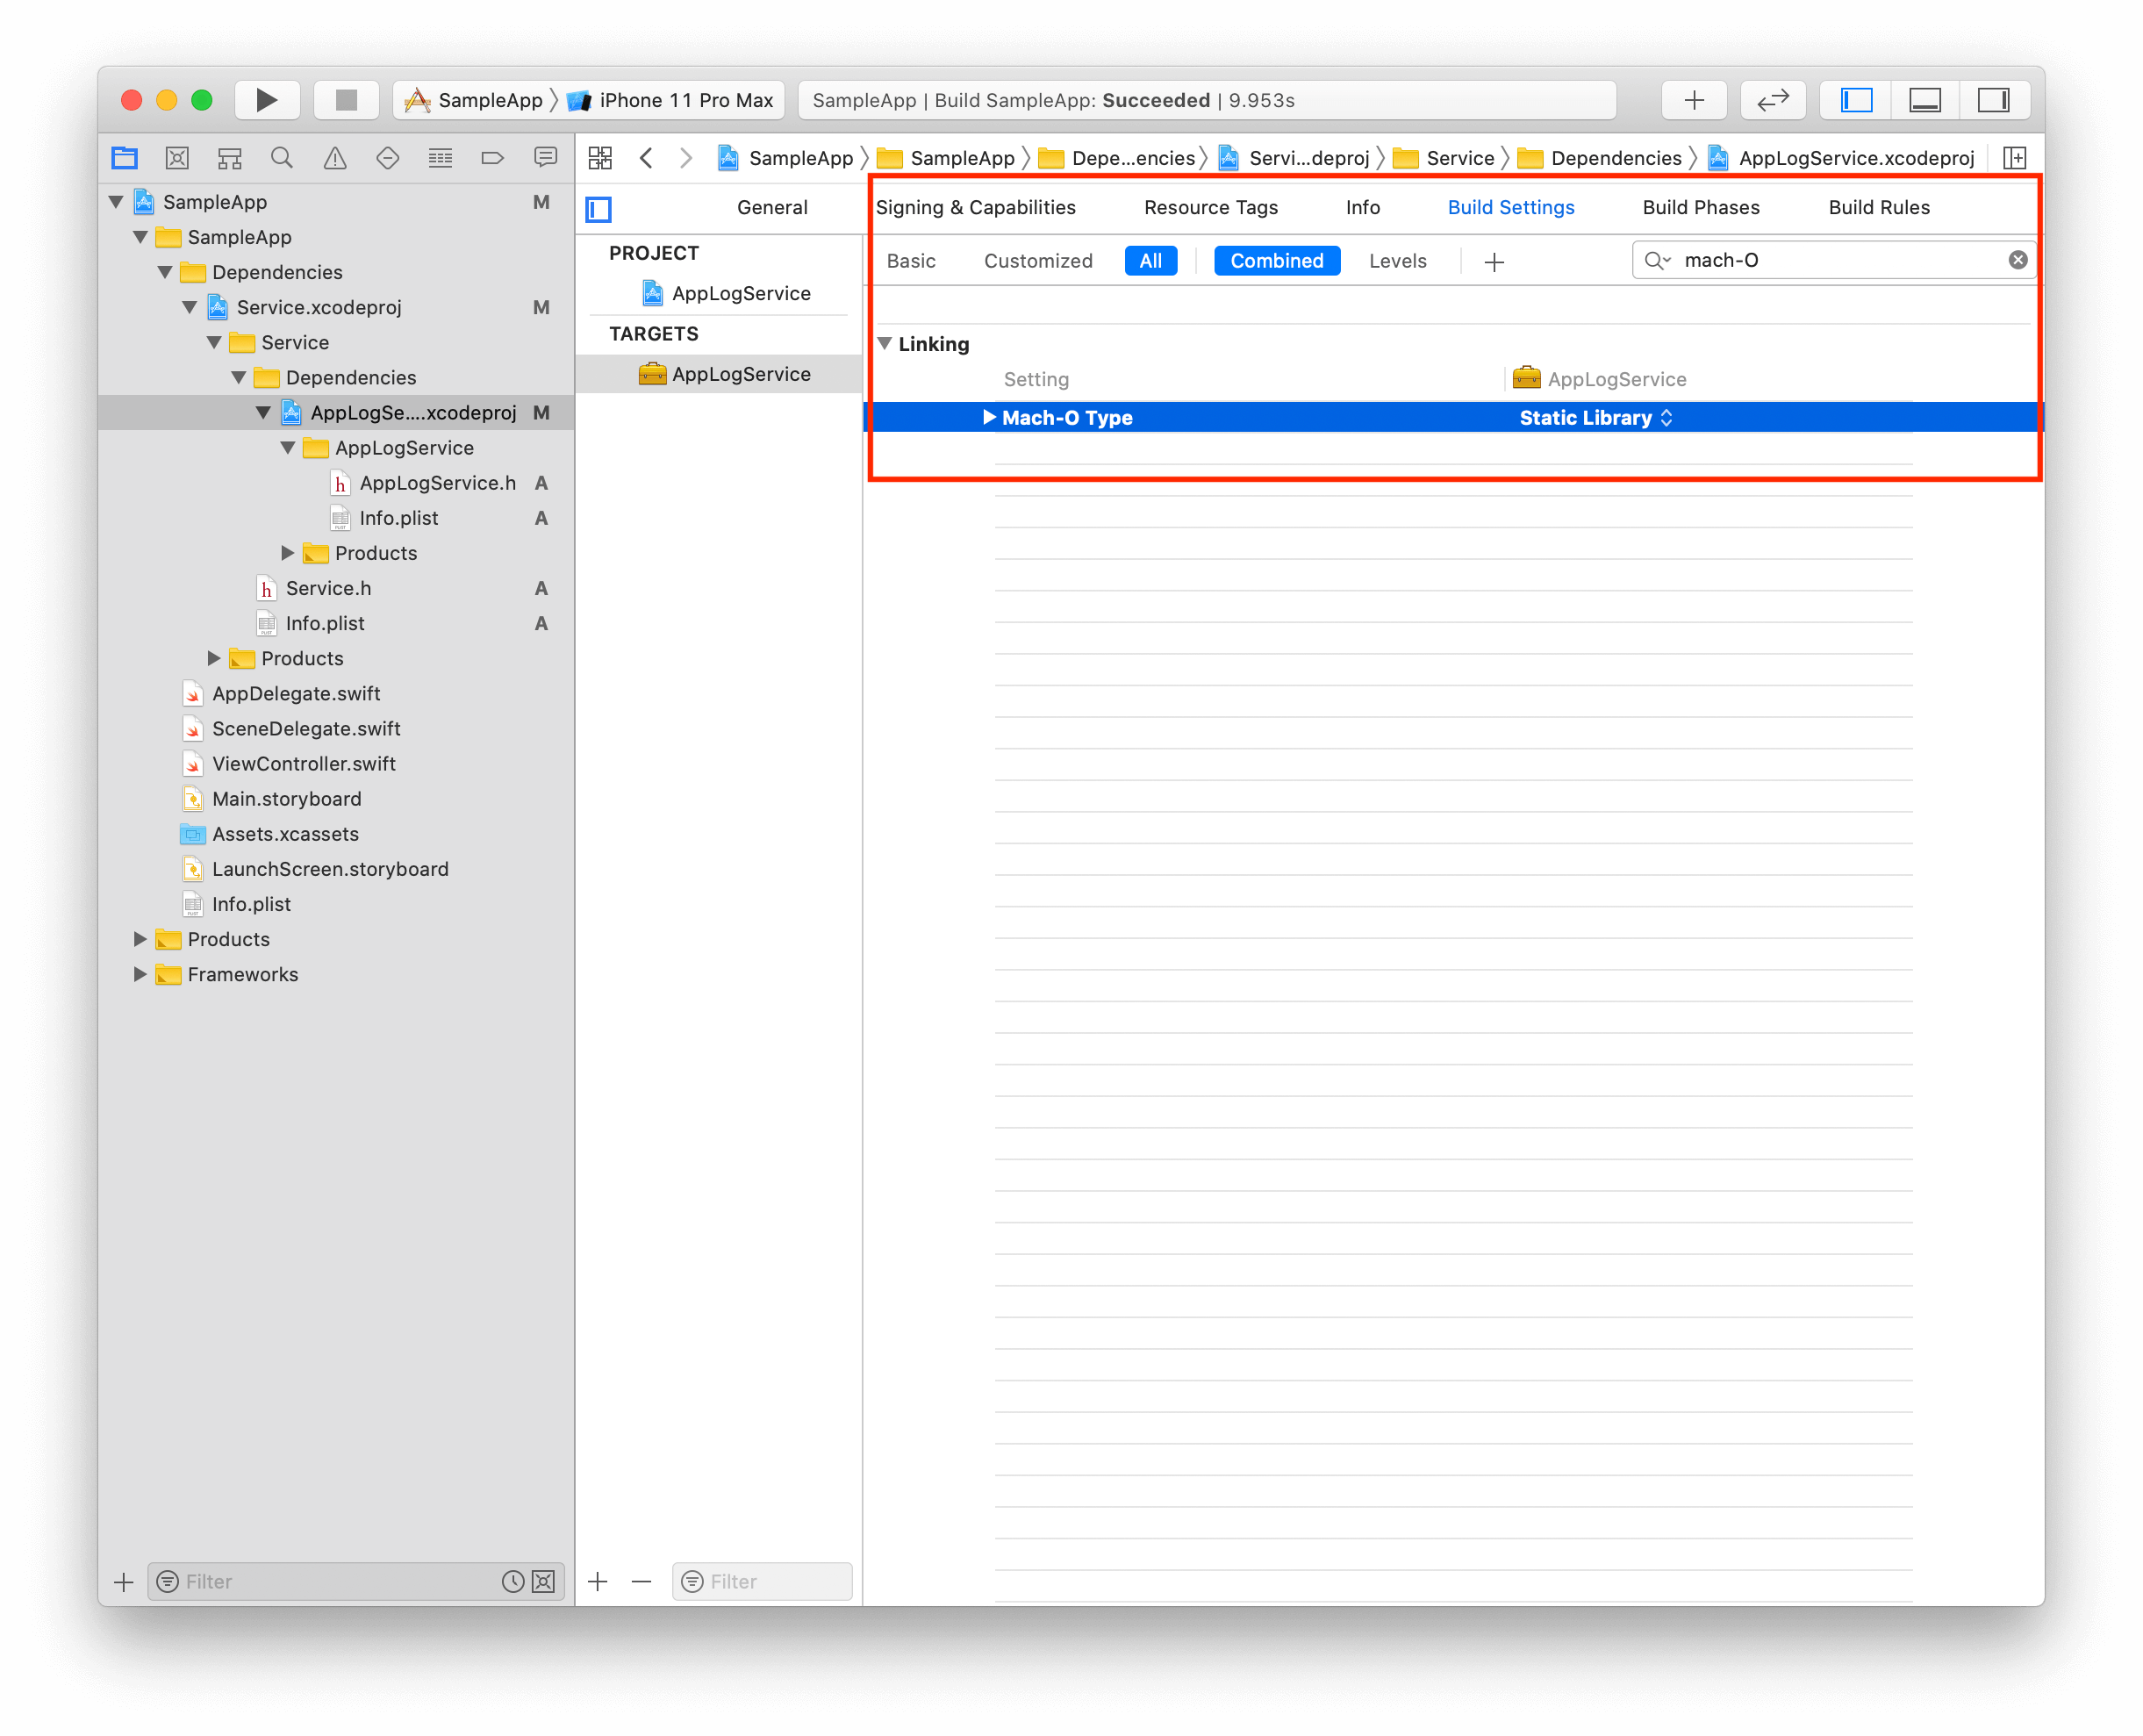 SampleApp 〉 iPhone 11 Pro Max
SampleApp | Build SampleApp: Succeeded | 9.953s
SampleApp 〉 SampleApp 〉 Depe...encies 〉 Servi...deproj 〉 Service 〉 Dependencies 〉 AppLogService.xcodeproj
SampleApp M
SampleApp
Dependencies
Service.xcodeproj M
Service
Dependencies
AppLogSe....xcodeproj M
AppLogService
AppLogService.h A
Info.plist A
Products
Service.h A
Info.plist A
Products
AppDelegate.swift
SceneDelegate.swift
ViewController.swift
Main.storyboard
Assets.xcassets
LaunchScreen.storyboard
Info.plist
Products
Frameworks
Filter
General Signing & Capabilities Resource Tags Info Build Settings Build Phases Build Rules
PROJECT
AppLogService
TARGETS
AppLogService
Filter
Basic Customized All Combined Levels mach-O
Linking
Setting AppLogService
Mach-O Type Static Library